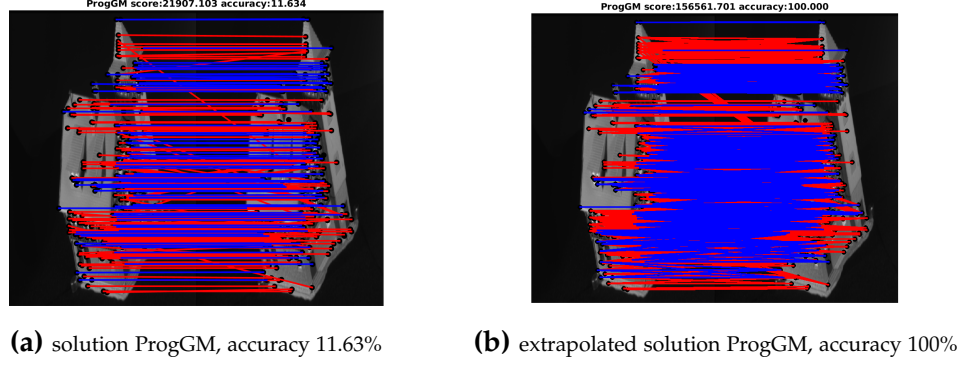 ProgGM score:21907.103 accuracy:11.634
ProgGM score:156561.701 accuracy:100.000
(a) solution ProgGM, accuracy 11.63%
(b) extrapolated solution ProgGM, accuracy 100%